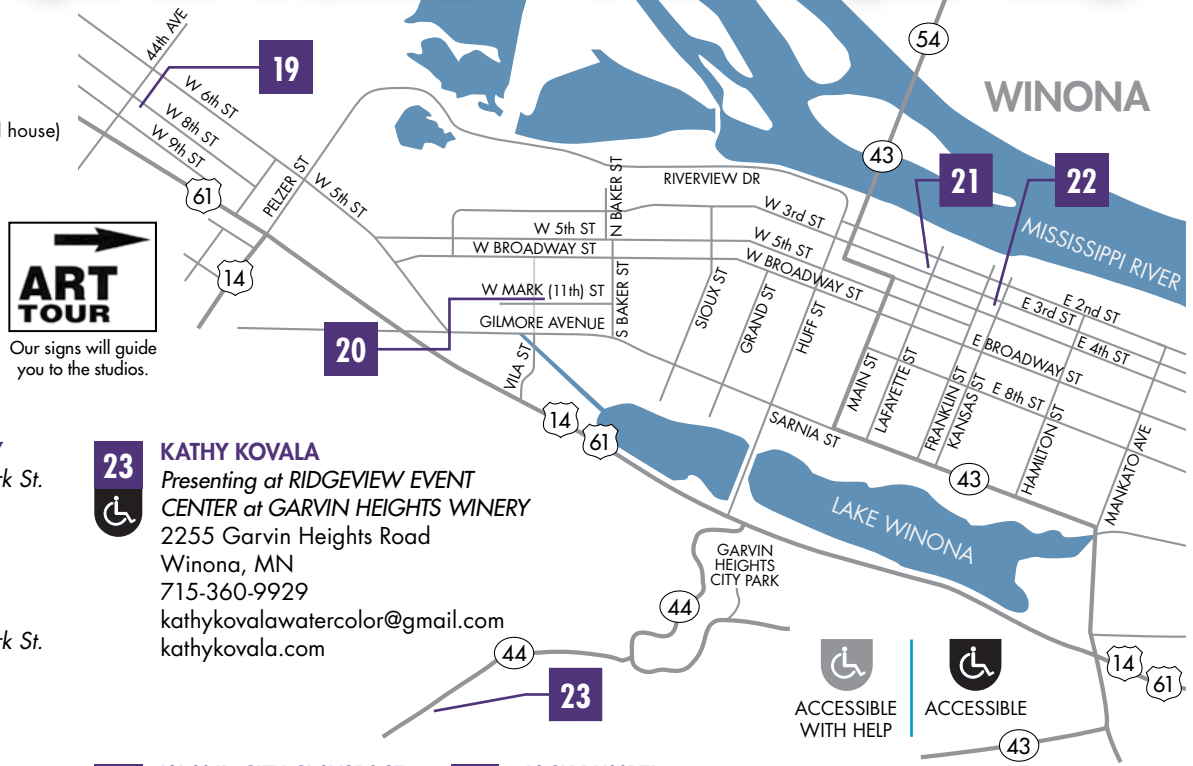 44th AVE
19
54
WINONA
house)
W 6th ST
W 8th ST
W 9th ST
43
61
PELZER ST
W 5th ST
N BAKER ST
RIVERVIEW DR
21
22
W 3rd ST
MISSISSIPPI RIVER
14
W 5th ST
W BROADWAY ST
W 5th ST
W BROADWAY ST
ART
TOUR
Our signs will guide
you to the studios.
W MARK (11th) ST
S BAKER ST
GILMORE AVENUE
20
VILA ST
SIOUX ST
GRAND ST
HUFF ST
MAIN ST
LAFAYETTE ST
FRANKLIN ST
KANSAS ST
E 2nd ST
E 3rd ST
E 4th ST
E BROADWAY ST
E 8th ST
HAMILTON ST
MANKATO AVE
14
61
SARNIA ST
43
LAKE WINONA
rk St.
rk St.
23
KATHY KOVALA
Presenting at RIDGEVIEW EVENT
CENTER at GARVIN HEIGHTS WINERY
2255 Garvin Heights Road
Winona, MN
715-360-9929
kathykovalawatercolor@gmail.com
kathykovala.com
GARVIN
HEIGHTS
CITY PARK
44
44
23
ACCESSIBLE
WITH HELP
ACCESSIBLE
14
61
43